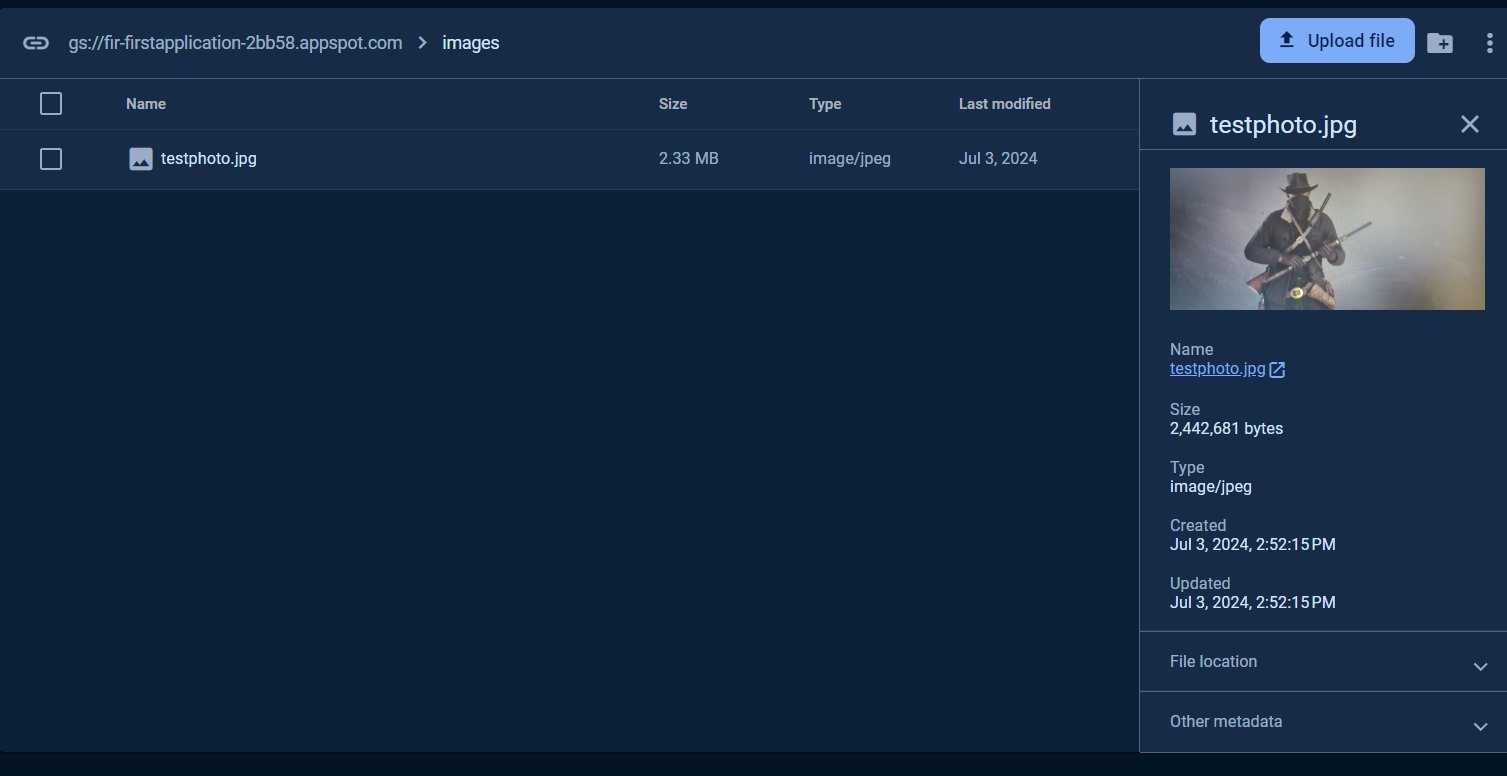 gs://fir-firstapplication-2bb58.appspot.com > images
Upload file
Name Size Type Last modified
testphoto.jpg 2.33 MB image/jpeg Jul 3, 2024
testphoto.jpg
Name
testphoto.jpg
Size
2,442,681 bytes
Type
image/jpeg
Created
Jul 3, 2024, 2:52:15 PM
Updated
Jul 3, 2024, 2:52:15 PM
File location
Other metadata